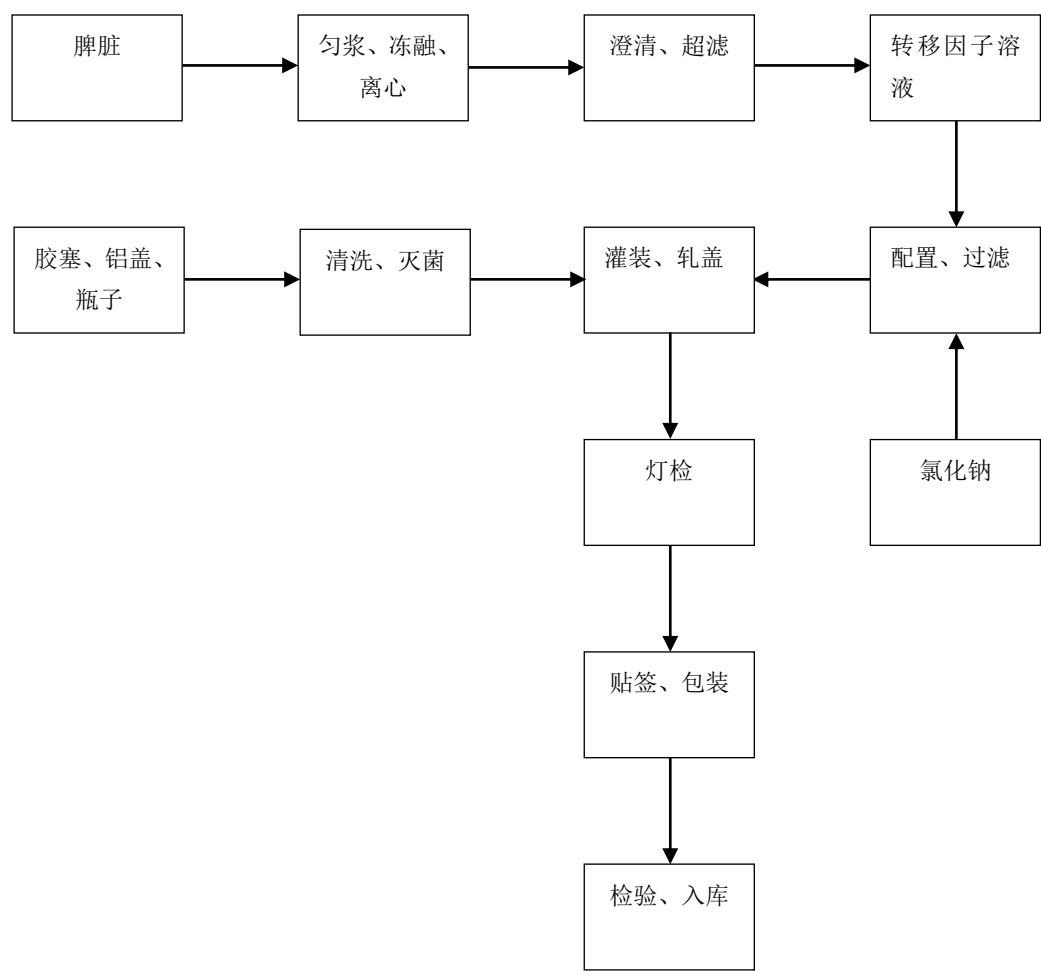 脾脏
匀浆、冻融、
离心
澄清、超滤
转移因子溶
液
胶塞、铝盖、
瓶子
清洗、灭菌
灌装、轧盖
配置、过滤
灯检
氯化钠
贴签、包装
检验、入库